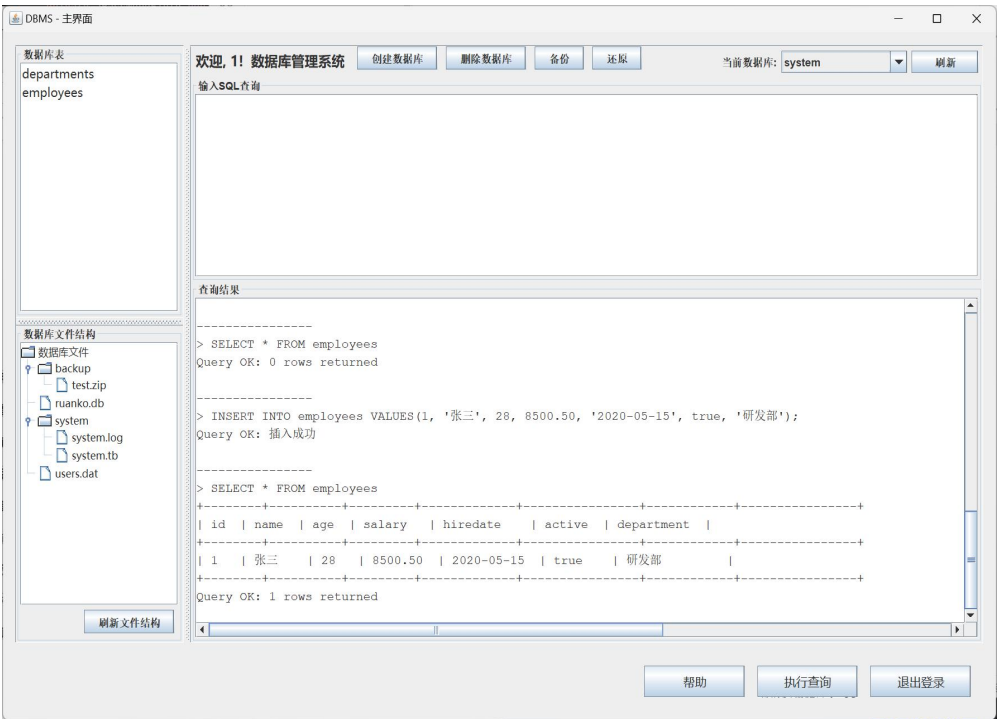 DBMS - 主界面
数据库表
departments
employees
欢迎, 1! 数据库管理系统
创建数据库
删除数据库
备份
还原
当前数据库: system
刷新
输入SQL查询
查询结果
---------------
> SELECT * FROM employees
Query OK: 0 rows returned
---------------
> INSERT INTO employees VALUES(1, '张三', 28, 8500.50, '2020-05-15', true, '研发部');
Query OK: 插入成功
---------------
> SELECT * FROM employees
| id | name | age | salary | hiredate | active | department |
| 1 | 张三 | 28 | 8500.50 | 2020-05-15 | true | 研发部 |
Query OK: 1 rows returned
数据库文件结构
数据库文件
backup
test.zip
ruanko.db
system
system.log
system.tb
users.dat
刷新文件结构
帮助
执行查询
退出登录